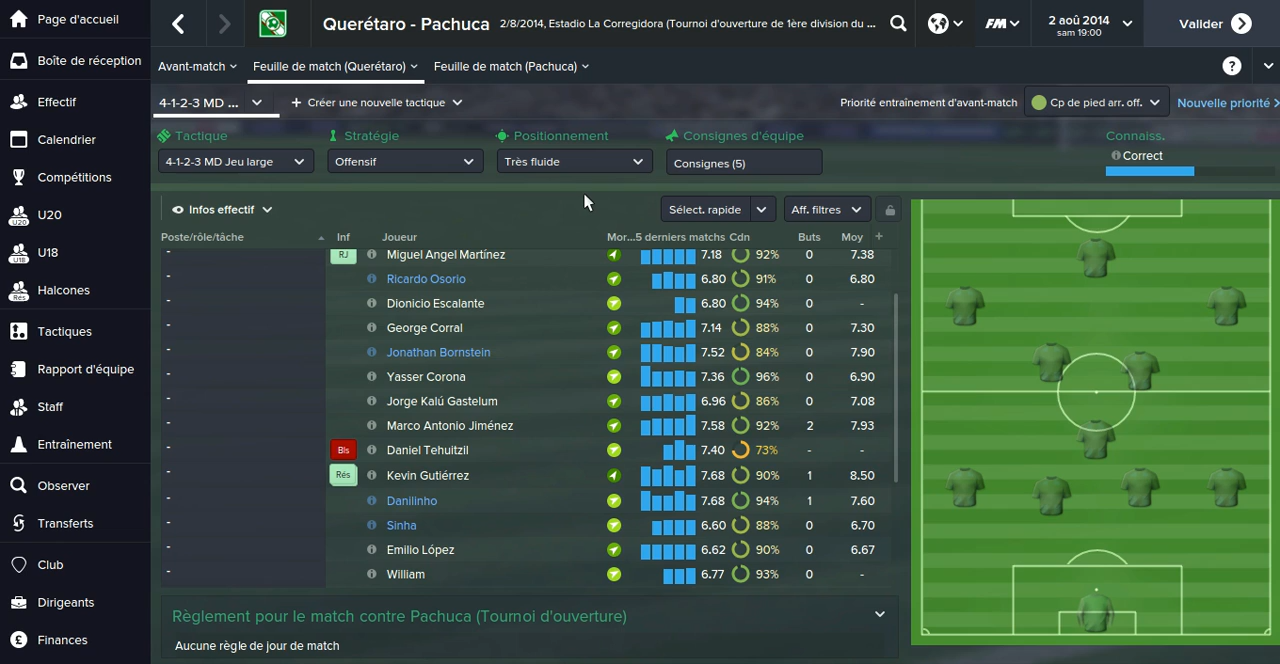 Page d'accueil
Boîte de réception
Effectif
Calendrier
Compétitions
U20
U18
Halcones
Tactiques
Rapport d'équipe
Staff
Entraînement
Observer
Transferts
Club
Dirigeants
Finances
Querétaro - Pachuca 2/8/2014, Estadio La Corregidora (Tournoi d'ouverture de 1ère division du ...
FM
2 aoû 2014
sam 19:00
Valider
Avant-match Feuille de match (Querétaro) Feuille de match (Pachuca) ?
4-1-2-3 MD ... + Créer une nouvelle tactique Priorité entrainement d'avant-match Cp de pied arr. off. Nouvelle priorité
Tactique Stratégie Positionnement Consignes d'équipe Connaiss.
4-1-2-3 MD Jeu large Offensif Très fluide Consignes (5) Correct
Infos effectif Sélect. rapide Aff. filtres
Poste/rôle/tâche Inf Joueur Mor... 5 derniers matchs Cdn Buts Moy +
- RJ Miguel Angel Martínez 7.18 92% 0 7.38
- Ricardo Osorio 6.80 91% 0 6.80
- Dionicio Escalante 6.80 94% 0 -
- George Corral 7.14 88% 0 7.30
- Jonathan Bornstein 7.52 84% 0 7.90
- Yasser Corona 7.36 96% 0 6.90
- Jorge Kalú Gastelum 6.96 86% 0 7.08
- Marco Antonio Jiménez 7.58 92% 2 7.93
- Bls Daniel Tehuitzil 7.40 73% - -
- Rés Kevin Gutiérrez 7.68 90% 1 8.50
- Danilinho 7.68 94% 1 7.60
- Sinha 6.60 88% 0 6.70
- Emilio López 6.62 90% 0 6.67
- William 6.77 93% 0 -
Règlement pour le match contre Pachuca (Tournoi d'ouverture)
Aucune règle de jour de match